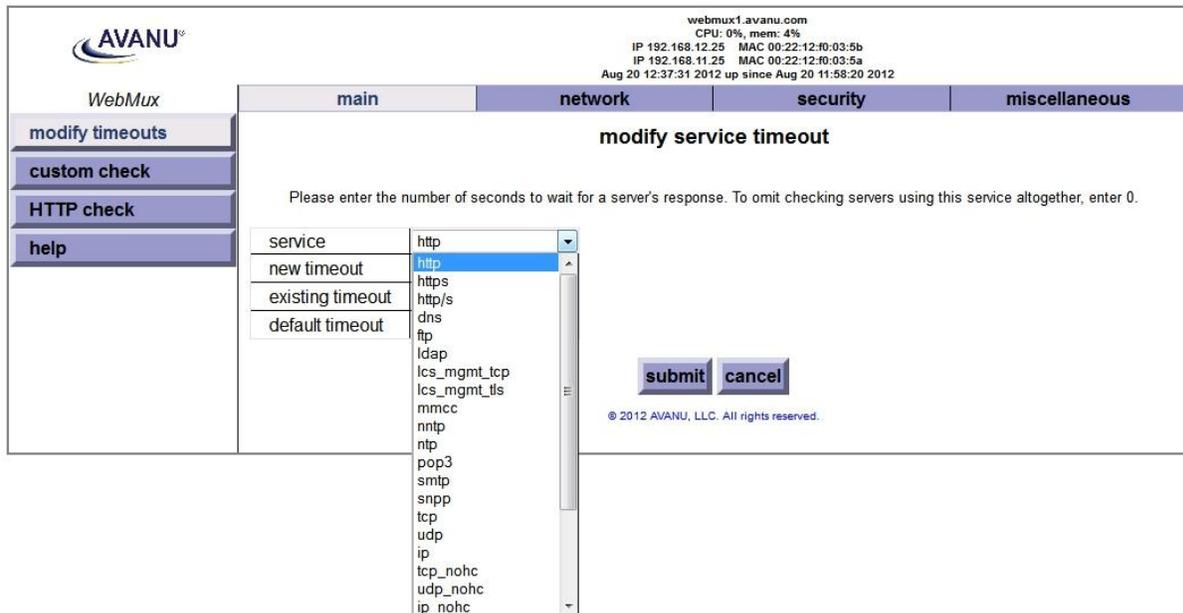 AVANU®
webmux1.avanu.com
CPU: 0%, mem: 4%
IP 192.168.12.25 MAC 00:22:12:f0:03:5b
IP 192.168.11.25 MAC 00:22:12:f0:03:5a
Aug 20 12:37:31 2012 up since Aug 20 11:58:20 2012
WebMux
main
network
security
miscellaneous
modify timeouts
custom check
HTTP check
help
modify service timeout
Please enter the number of seconds to wait for a server's response. To omit checking servers using this service altogether, enter 0.
service
http
new timeout
existing timeout
default timeout
http
https
http/s
dns
ftp
ldap
lcs_mgmt_tcp
lcs_mgmt_tls
mmcc
nntp
ntp
pop3
smtp
snpp
tcp
udp
ip
tcp_nohc
udp_nohc
ip_nohc
submit
cancel
© 2012 AVANU, LLC. All rights reserved.